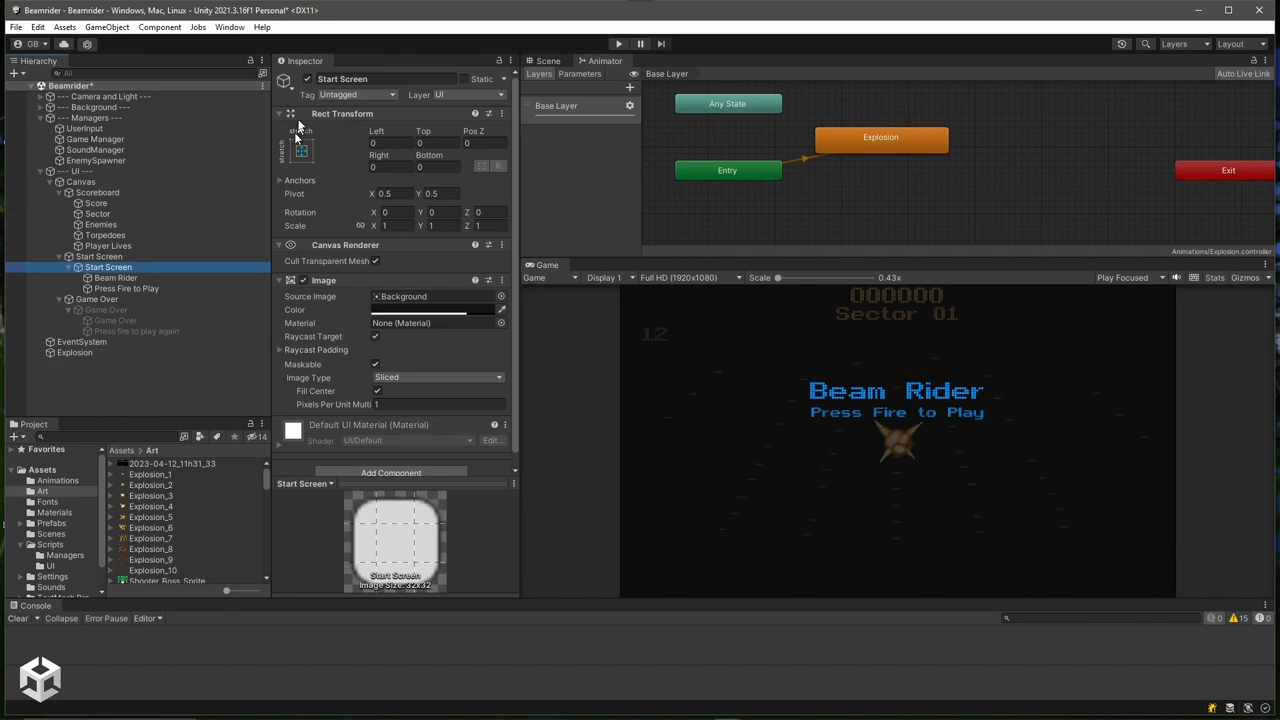 Beamrider - Beamrider - Windows, Mac, Linux - Unity 2021.3.16f1 Personal* <DX11>
File Edit Assets GameObject Component Jobs Window Help
GB
Layers Layout
Hierarchy
All
Beamrider*
--- Camera and Light ---
--- Background ---
--- Managers ---
UserInput
Game Manager
SoundManager
EnemySpawner
--- UI ---
Canvas
Scoreboard
Score
Sector
Enemies
Torpedoes
Player Lives
Start Screen
Start Screen
Beam Rider
Press Fire to Play
Game Over
Game Over
Game Over
Press fire to play again
EventSystem
Explosion
Inspector
Start Screen Static
Tag Untagged Layer UI
Rect Transform
stretch
stretch
Left Top Pos Z
0 0 0
Right Bottom
0 0
R
Anchors
Pivot X 0.5 Y 0.5
Rotation X 0 Y 0 Z 0
Scale X 1 Y 1 Z 1
Canvas Renderer
Cull Transparent Mesh
Image
Source Image Background
Color
Material None (Material)
Raycast Target
Raycast Padding
Maskable
Image Type Sliced
Fill Center
Pixels Per Unit Multi 1
Default UI Material (Material)
Shader UI/Default Edit...
Add Component
Start Screen
Start Screen
Image Size: 32x32
Scene Animator
Layers Parameters Base Layer Auto Live Link
Base Layer
Any State
Explosion
Entry
Exit
Animations/Explosion.controller
Game
Game Display 1 Full HD (1920x1080) Scale 0.43x Play Focused Stats Gizmos
000000
Sector 01
12
Beam Rider
Press Fire to Play
Project
14
Favorites
Assets
Animations
Art
Fonts
Materials
Prefabs
Scenes
Scripts
Managers
UI
Settings
Sounds
Assets > Art
2023-04-12_11h31_33
Explosion_1
Explosion_2
Explosion_3
Explosion_4
Explosion_5
Explosion_6
Explosion_7
Explosion_8
Explosion_9
Explosion_10
Shooter_Boss_Sprite
Console
Clear Collapse Error Pause Editor 0 15 0